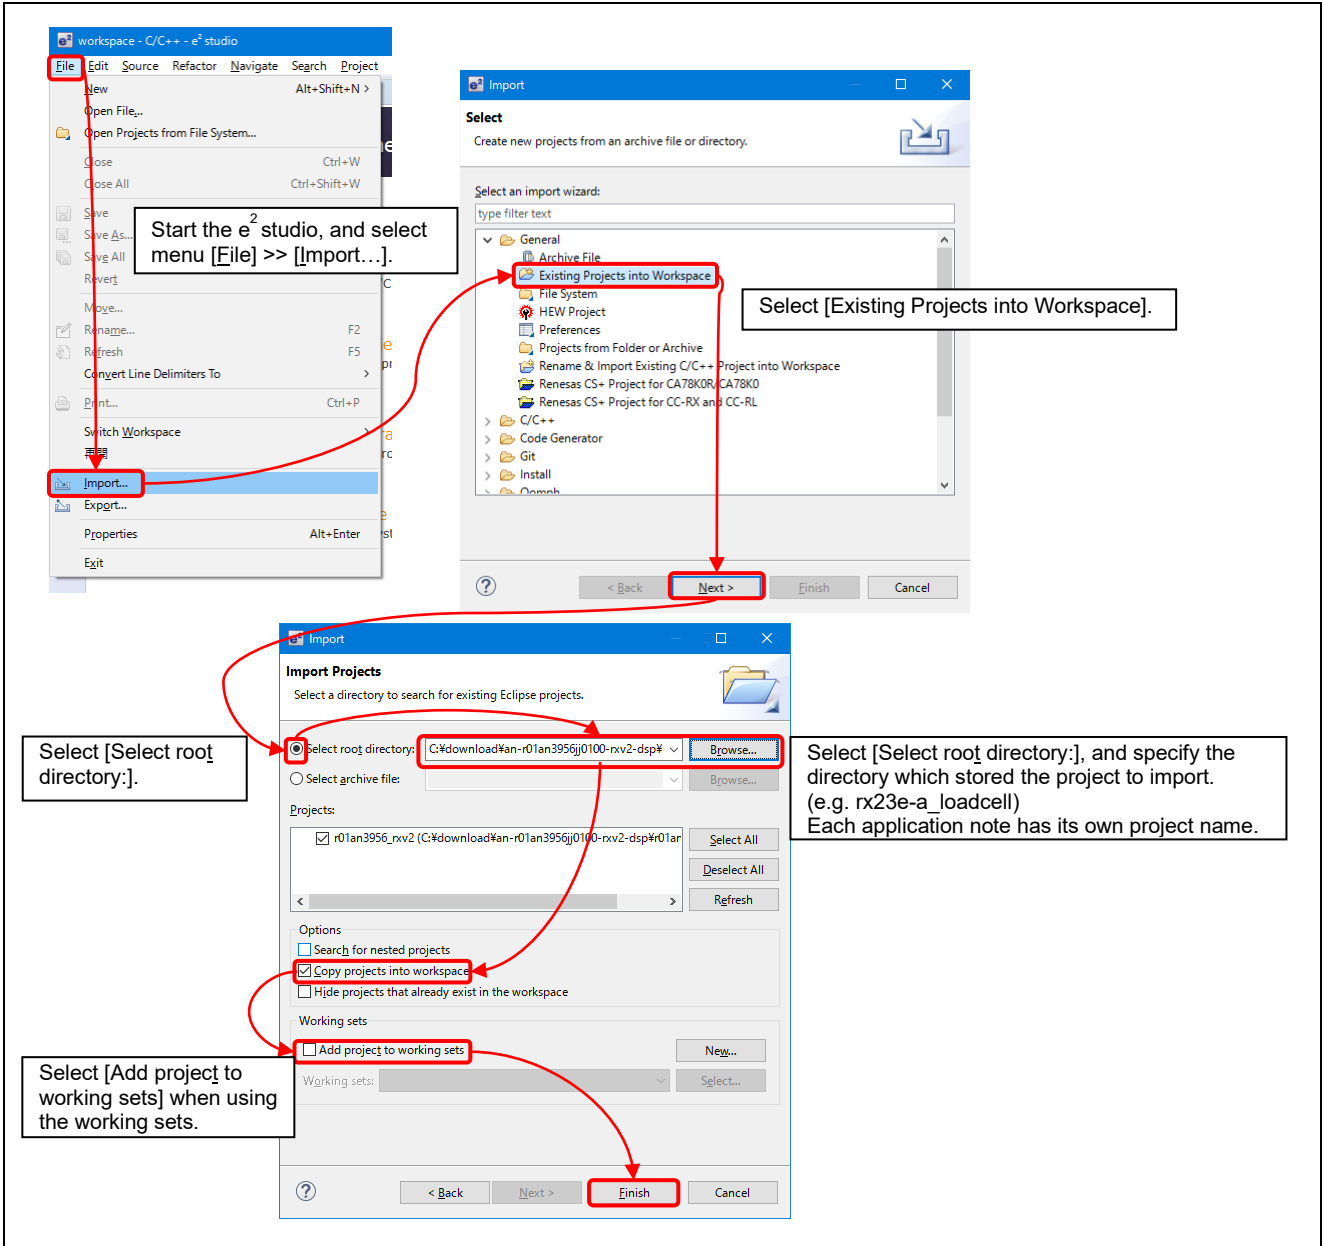 workspace - C/C++ - e² studio
File Edit Source Refactor Navigate Search Project
New Alt+Shift+N >
Open File...
Open Projects from File System...
Close Ctrl+W
Close All Ctrl+Shift+W
Save
Save As...
Save All
Revert
Move...
Rename... F2
Refresh F5
Convert Line Delimiters To >
Print... Ctrl+P
Switch Workspace >
再開
Import...
Export...
Properties Alt+Enter
Exit
Start the e² studio, and select
menu [File] >> [Import…].
Import
Select
Create new projects from an archive file or directory.
Select an import wizard:
type filter text
General
Archive File
Existing Projects into Workspace
File System
HEW Project
Preferences
Projects from Folder or Archive
Rename & Import Existing C/C++ Project into Workspace
Renesas CS+ Project for CA78K0R/CA78K0
Renesas CS+ Project for CC-RX and CC-RL
C/C++
Code Generator
Git
Install
Oomph
< Back Next > Finish Cancel
Select [Existing Projects into Workspace].
Import
Import Projects
Select a directory to search for existing Eclipse projects.
Select root directory: C:¥download¥an-r01an3956jj0100-rxv2-dsp¥ Browse...
Select archive file: Browse...
Projects:
r01an3956_rxv2 (C:¥download¥an-r01an3956jj0100-rxv2-dsp¥r01an
Select All
Deselect All
Refresh
Options
Search for nested projects
Copy projects into workspace
Hide projects that already exist in the workspace
Working sets
Add project to working sets New...
Working sets: Select...
< Back Next > Finish Cancel
Select [Select root
directory:].
Select [Select root directory:], and specify the
directory which stored the project to import.
(e.g. rx23e-a_loadcell)
Each application note has its own project name.
Select [Add project to
working sets] when using
the working sets.